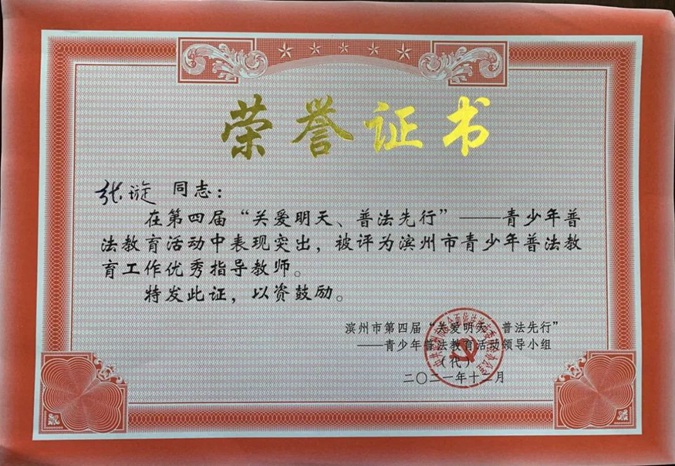 荣誉证书
张漩 同志:
在第四届“关爱明天、普法先行”——青少年普
法教育活动中表现突出，被评为滨州市青少年普法教
育工作优秀指导教师。
特发此证，以资鼓励。
滨州市第四届“关爱明天、普法先行”
——青少年普法教育活动领导小组
（代）
二〇二一年十二月